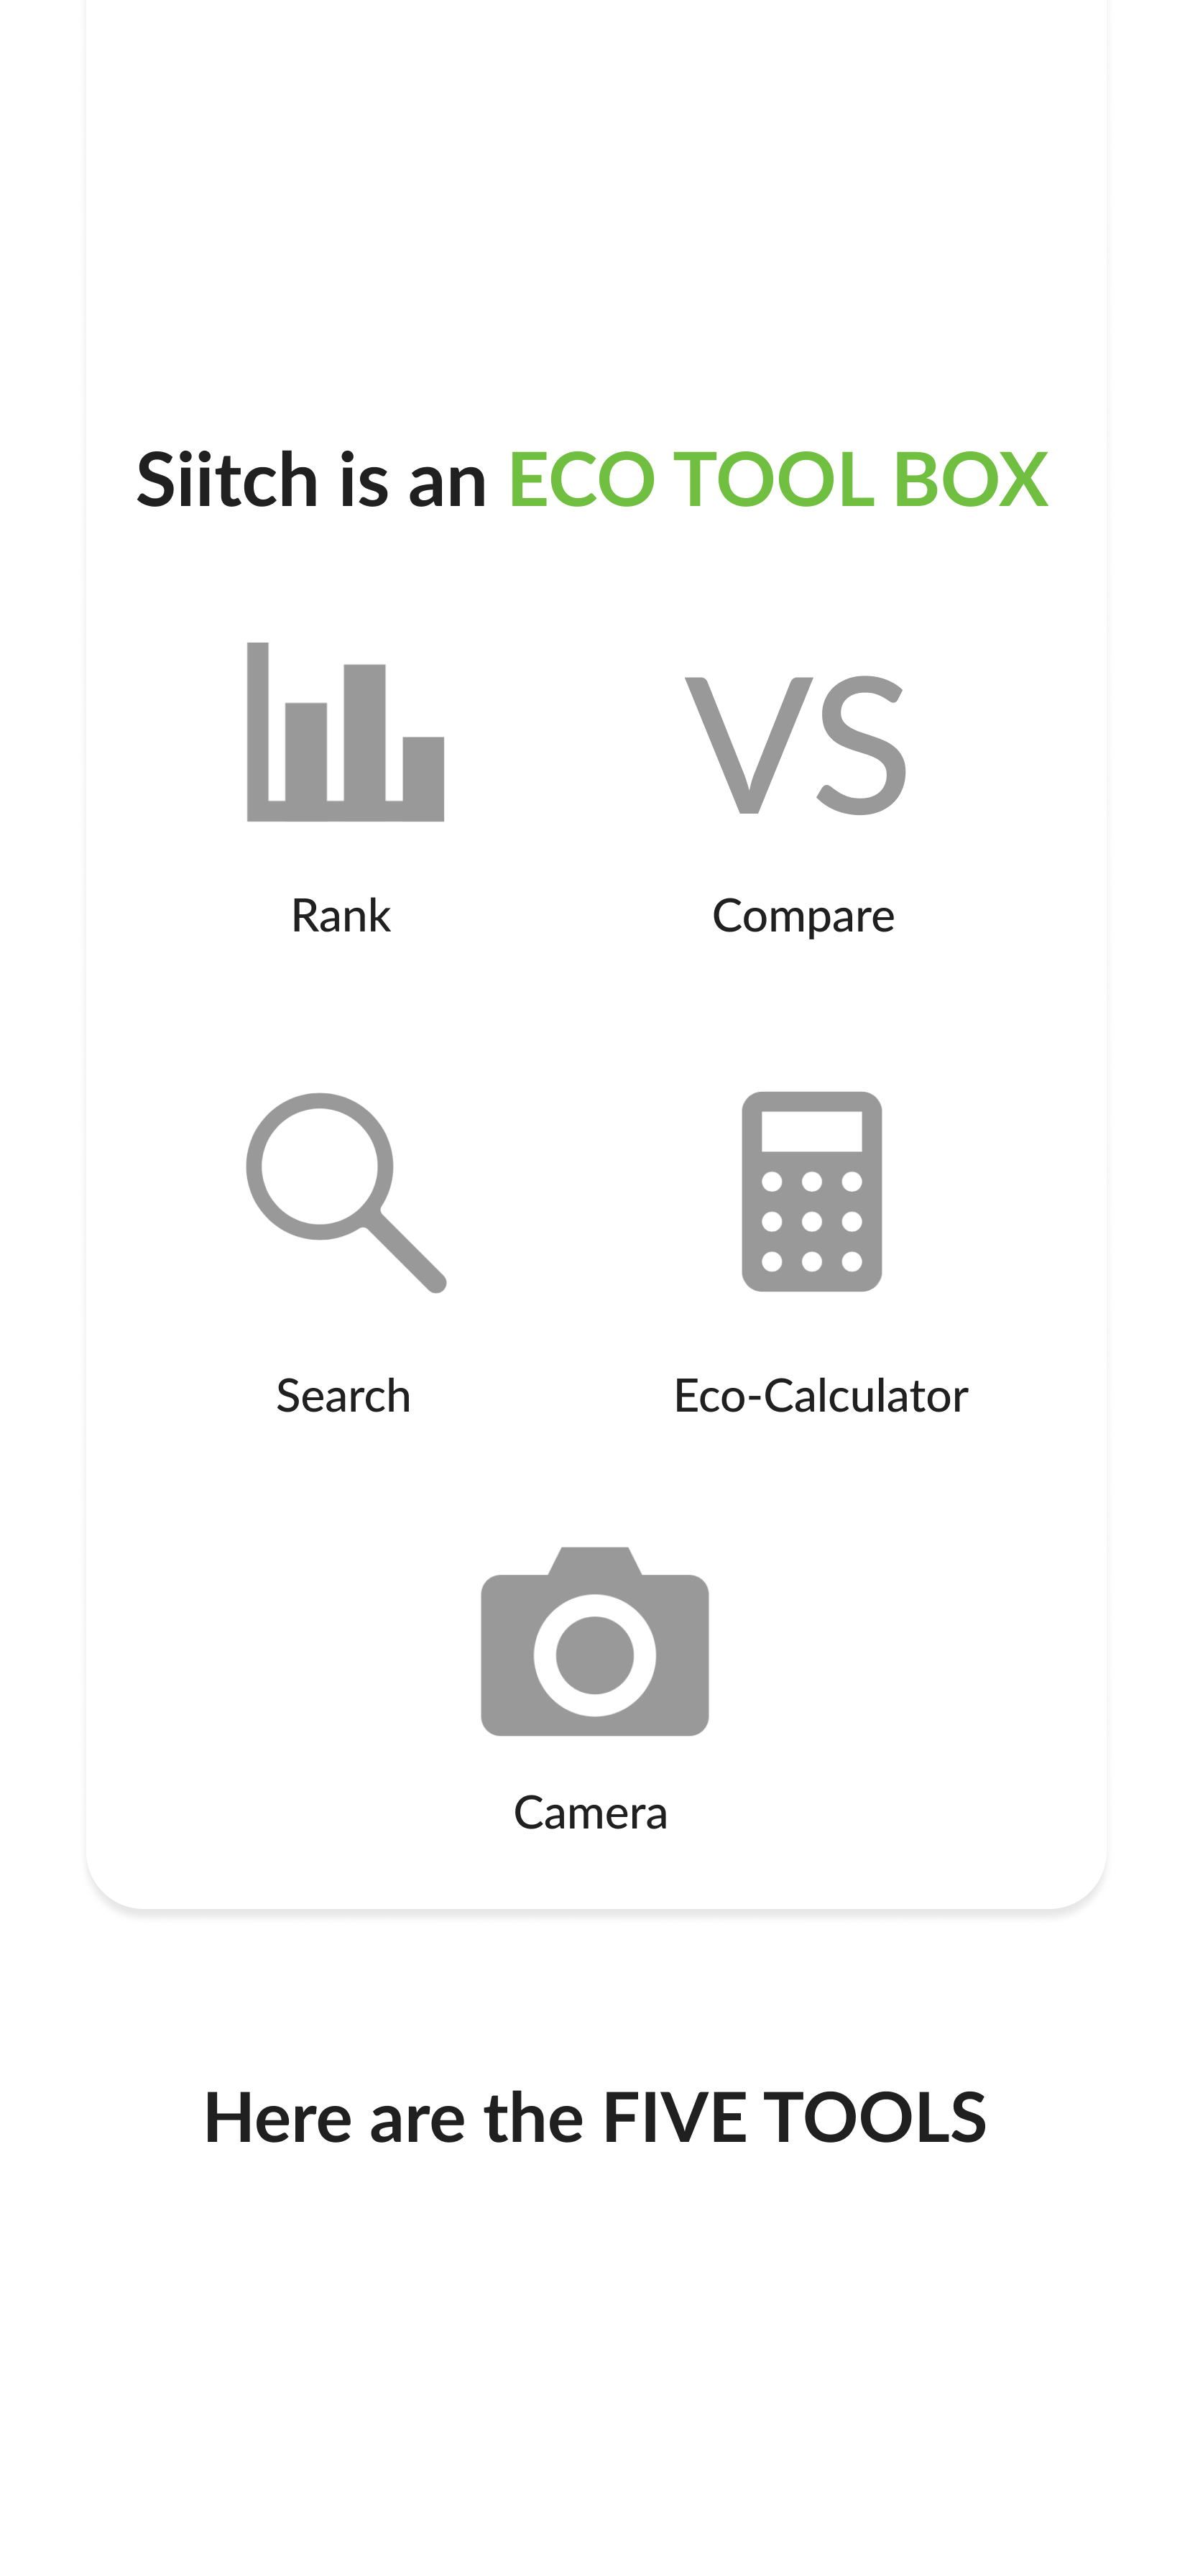 Siitch is an ECO TOOL BOX
VS
Rank
Compare
Search
Eco-Calculator
Camera
Here are the FIVE TOOLS